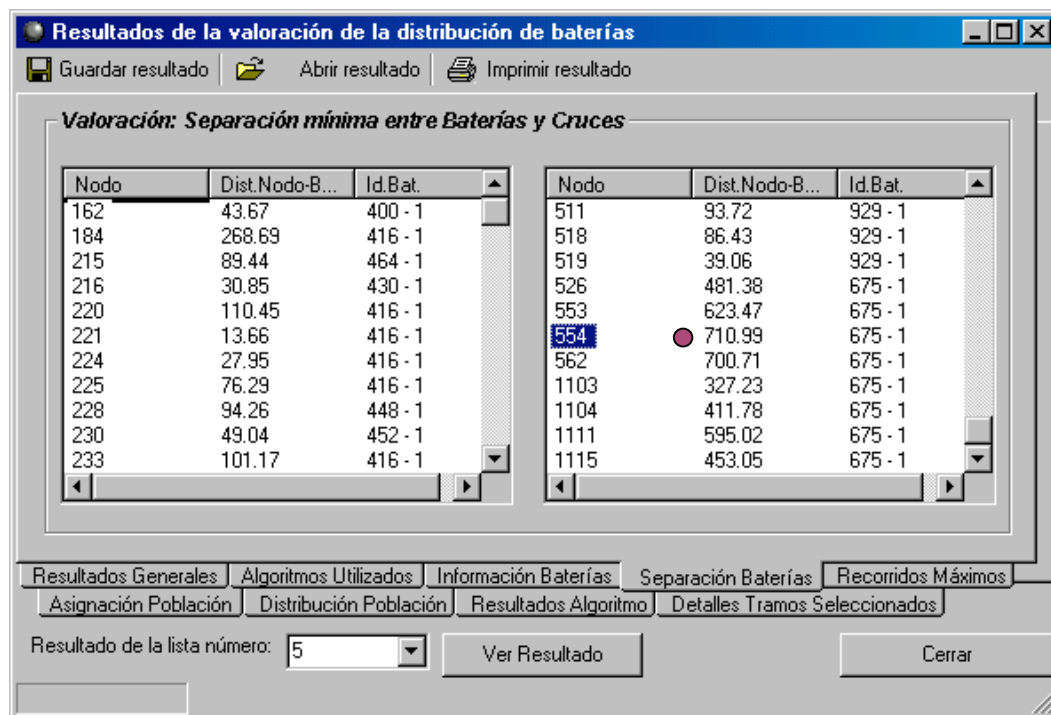 Resultados de la valoración de la distribución de baterías
Guardar resultado Abrir resultado Imprimir resultado
Valoración: Separación mínima entre Baterías y Cruces
Nodo Dist.Nodo-B... Id.Bat.
162 43.67 400 - 1
184 268.69 416 - 1
215 89.44 464 - 1
216 30.85 430 - 1
220 110.45 416 - 1
221 13.66 416 - 1
224 27.95 416 - 1
225 76.29 416 - 1
228 94.26 448 - 1
230 49.04 452 - 1
233 101.17 416 - 1
Nodo Dist.Nodo-B... Id.Bat.
511 93.72 929 - 1
518 86.43 929 - 1
519 39.06 929 - 1
526 481.38 675 - 1
553 623.47 675 - 1
554 710.99 675 - 1
562 700.71 675 - 1
1103 327.23 675 - 1
1104 411.78 675 - 1
1111 595.02 675 - 1
1115 453.05 675 - 1
Resultados Generales Algoritmos Utilizados Información Baterías Separación Baterías Recorridos Máximos
Asignación Población Distribución Población Resultados Algoritmo Detalles Tramos Seleccionados
Resultado de la lista número: 5 Ver Resultado Cerrar